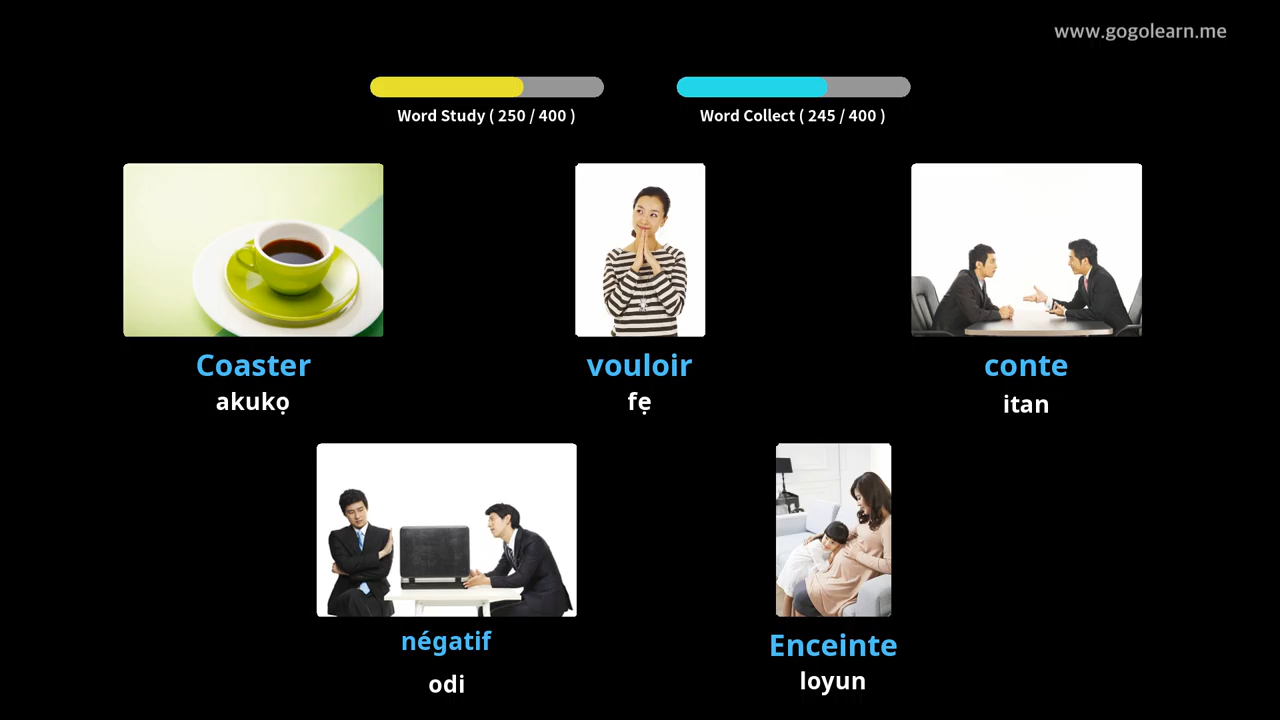 www.gogolearn.me
Word Study ( 250 / 400 )
Word Collect ( 245 / 400 )
Coaster
akukọ
vouloir
fẹ
conte
itan
négatif
odi
Enceinte
loyun